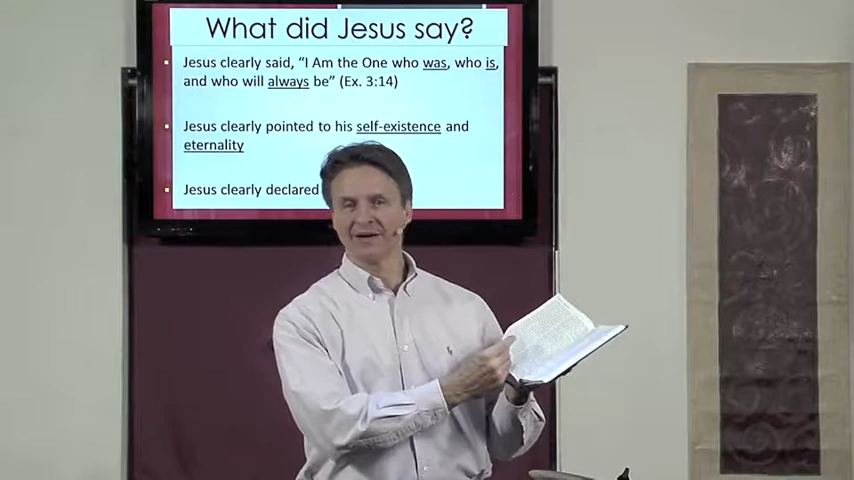 What did Jesus say?
Jesus clearly said, “I Am the One who was, who is,
and who will always be” (Ex. 3:14)
Jesus clearly pointed to his self-existence and
eternality
Jesus clearly declared